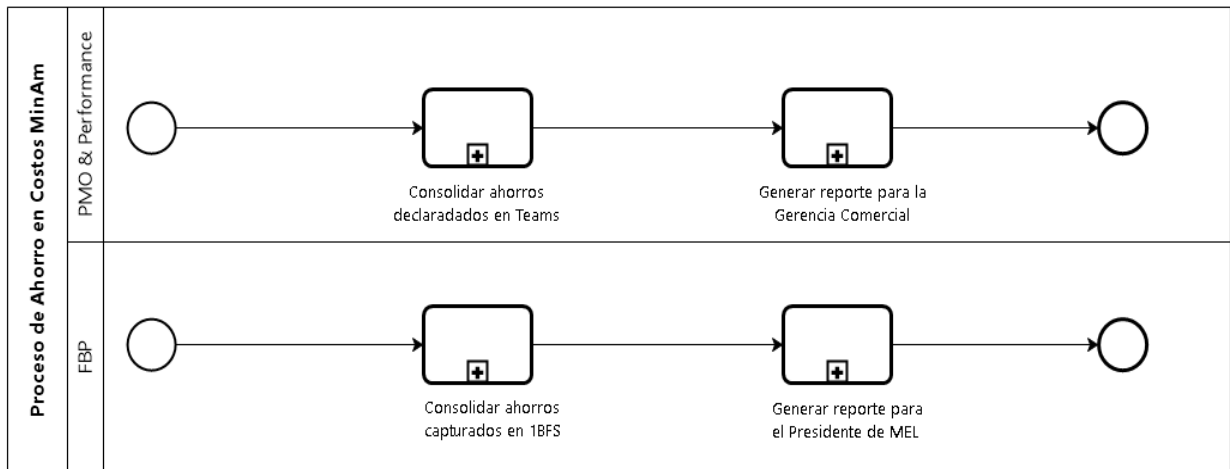 Proceso de Ahorro en Costos MinAm
PMO & Performance
Consolidar ahorros
declaradados en Teams
Generar reporte para la
Gerencia Comercial
FBP
Consolidar ahorros
capturados en 1BFS
Generar reporte para
el Presidente de MEL